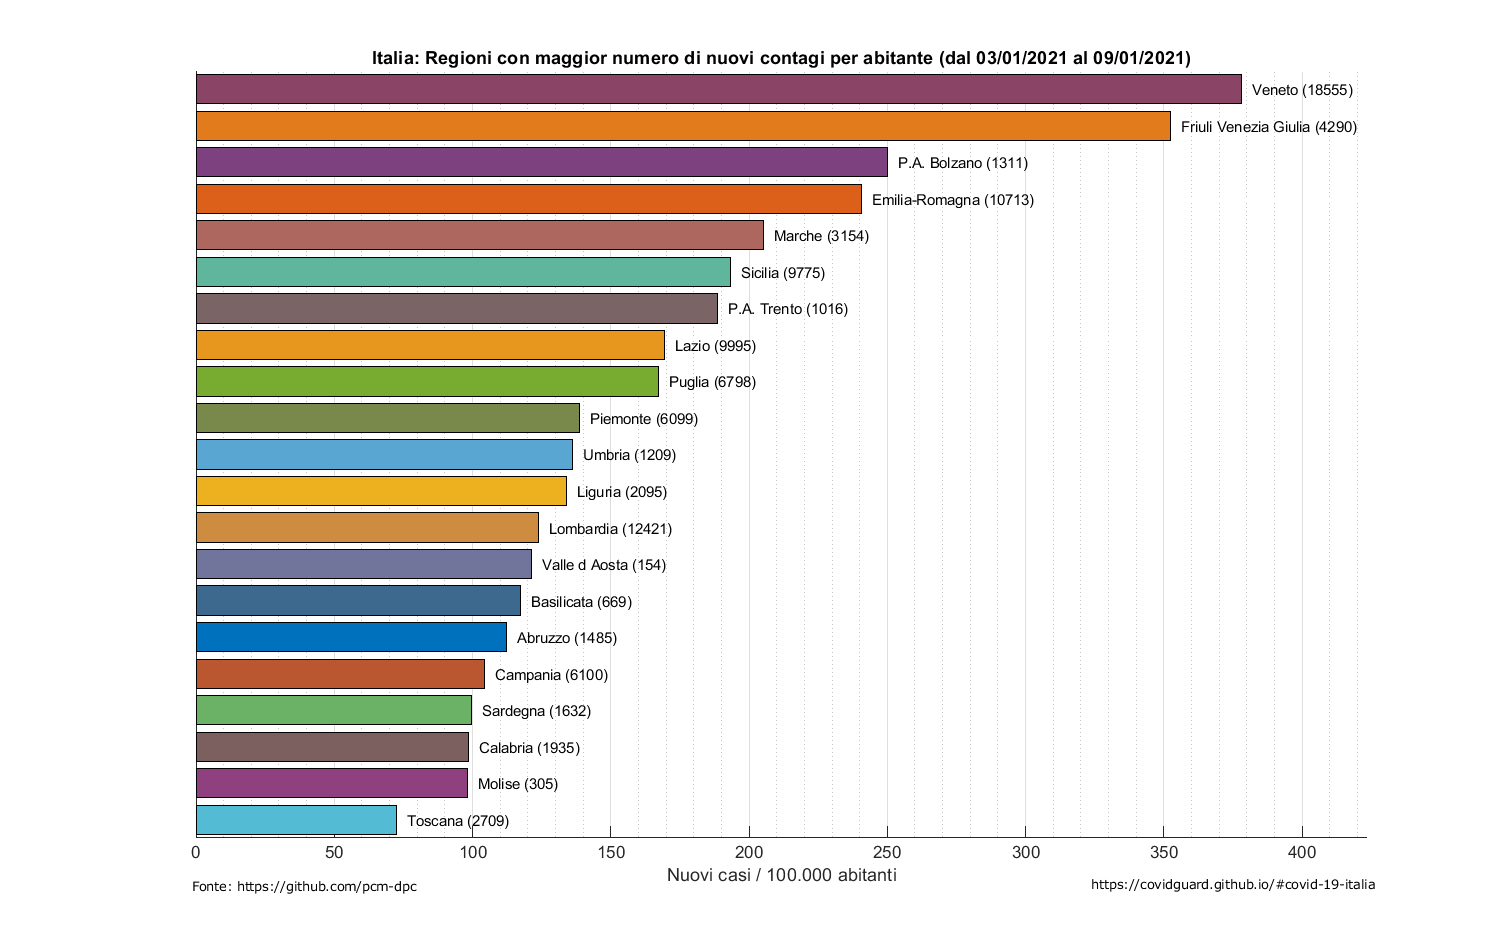 Italia: Regioni con maggior numero di nuovi contagi per abitante (dal 03/01/2021 al 09/01/2021)
Veneto (18555)
Friuli Venezia Giulia (4290)
P.A. Bolzano (1311)
Emilia-Romagna (10713)
Marche (3154)
Sicilia (9775)
P.A. Trento (1016)
Lazio (9995)
Puglia (6798)
Piemonte (6099)
Umbria (1209)
Liguria (2095)
Lombardia (12421)
Valle d Aosta (154)
Basilicata (669)
Abruzzo (1485)
Campania (6100)
Sardegna (1632)
Calabria (1935)
Molise (305)
Toscana (2709)
0 50 100 150 200 250 300 350 400
Nuovi casi / 100.000 abitanti
Fonte: https://github.com/pcm-dpc
https://covidguard.github.io/#covid-19-italia